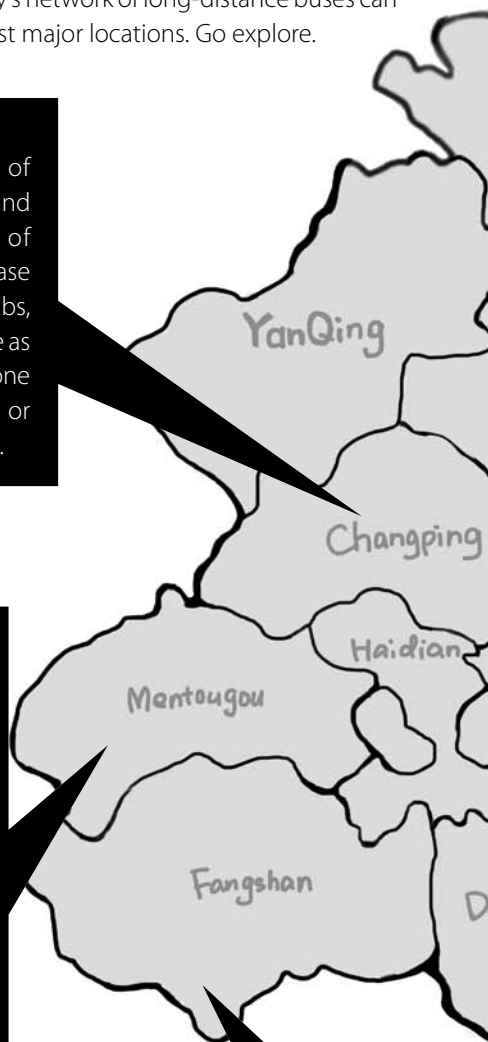 y's network of long-distance buses can
st major locations. Go explore.
of
nd
of
ase
bs,
e as
one
or
.
YanQing
Changping
Haidian
Mentougou
Fangshan
D